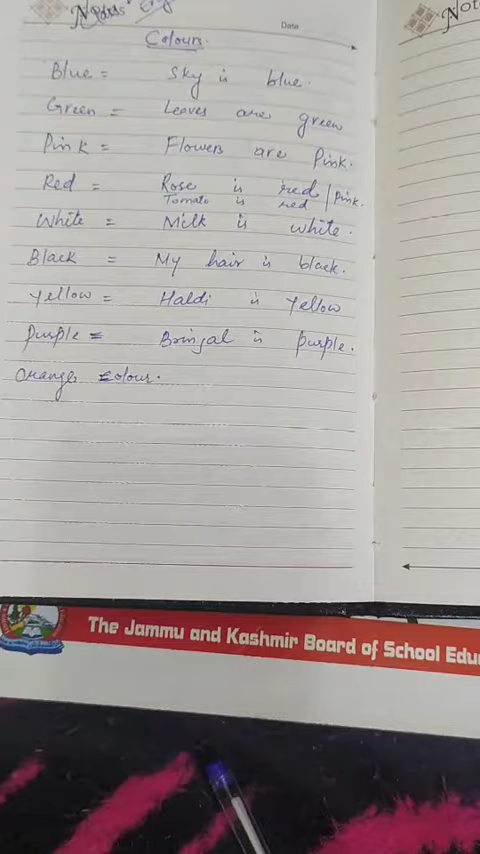 Notes
Date
Colours.
Blue = Sky is blue.
Green = Leaves are green
Pink = Flowers are Pink.
Red = Rose is red / Pink.
Tomato is red
White = Milk is white.
Black = My hair is black.
Yellow = Haldi is Yellow
Purple = Brinjal is purple.
Orange colour.
Not
The Jammu and Kashmir Board of School Edu